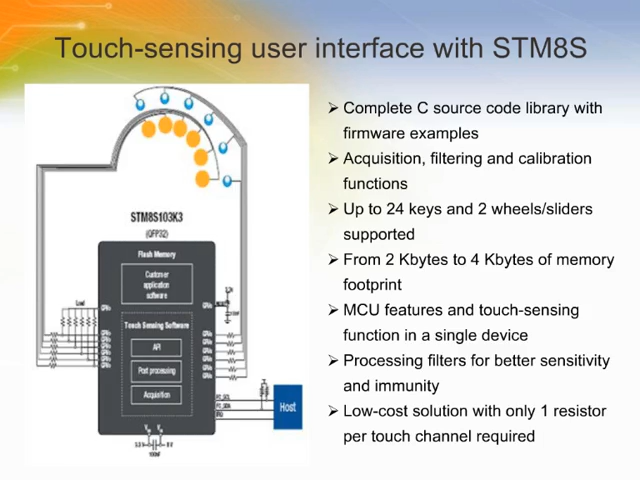 Touch-sensing user interface with STM8S
➢ Complete C source code library with
firmware examples
➢ Acquisition, filtering and calibration
functions
➢ Up to 24 keys and 2 wheels/sliders
supported
➢ From 2 Kbytes to 4 Kbytes of memory
footprint
➢ MCU features and touch-sensing
function in a single device
➢ Processing filters for better sensitivity
and immunity
➢ Low-cost solution with only 1 resistor
per touch channel required
STM8S103K3
(QFP32)
Flash Memory
Customer
application
software
Load
Touch Sensing Software
API
Port processing
Acquisition
Host